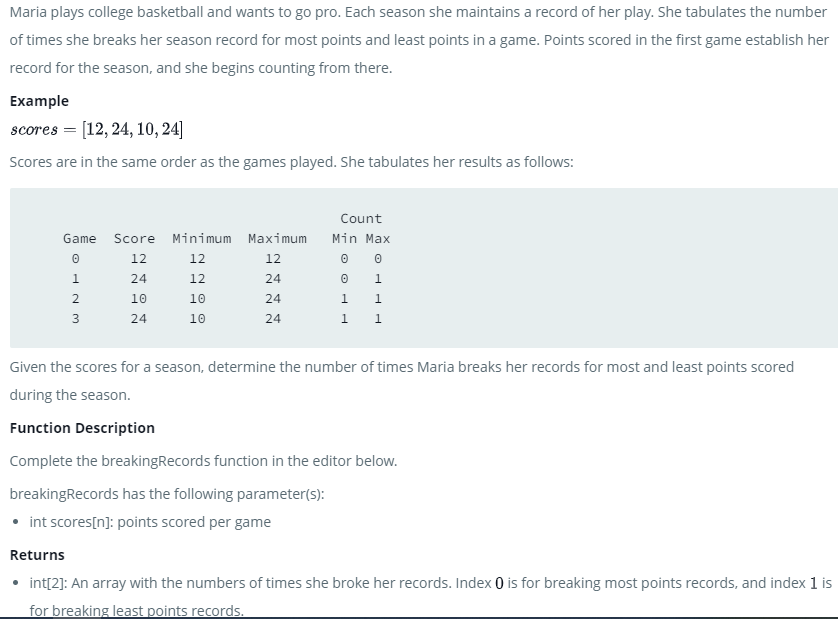 Maria plays college basketball and wants to go pro. Each season she maintains a record of her play. She tabulates the number
of times she breaks her season record for most points and least points in a game. Points scored in the first game establish her
record for the season, and she begins counting from there.
Example
scores = [12, 24, 10, 24]
Scores are in the same order as the games played. She tabulates her results as follows:
Count
Game Score Minimum Maximum Min Max
0 12 12 12 0 0
1 24 12 24 0 1
2 10 10 24 1 1
3 24 10 24 1 1
Given the scores for a season, determine the number of times Maria breaks her records for most and least points scored
during the season.
Function Description
Complete the breakingRecords function in the editor below.
breakingRecords has the following parameter(s):
• int scores[n]: points scored per game
Returns
• int[2]: An array with the numbers of times she broke her records. Index 0 is for breaking most points records, and index 1 is
for breaking least points records.